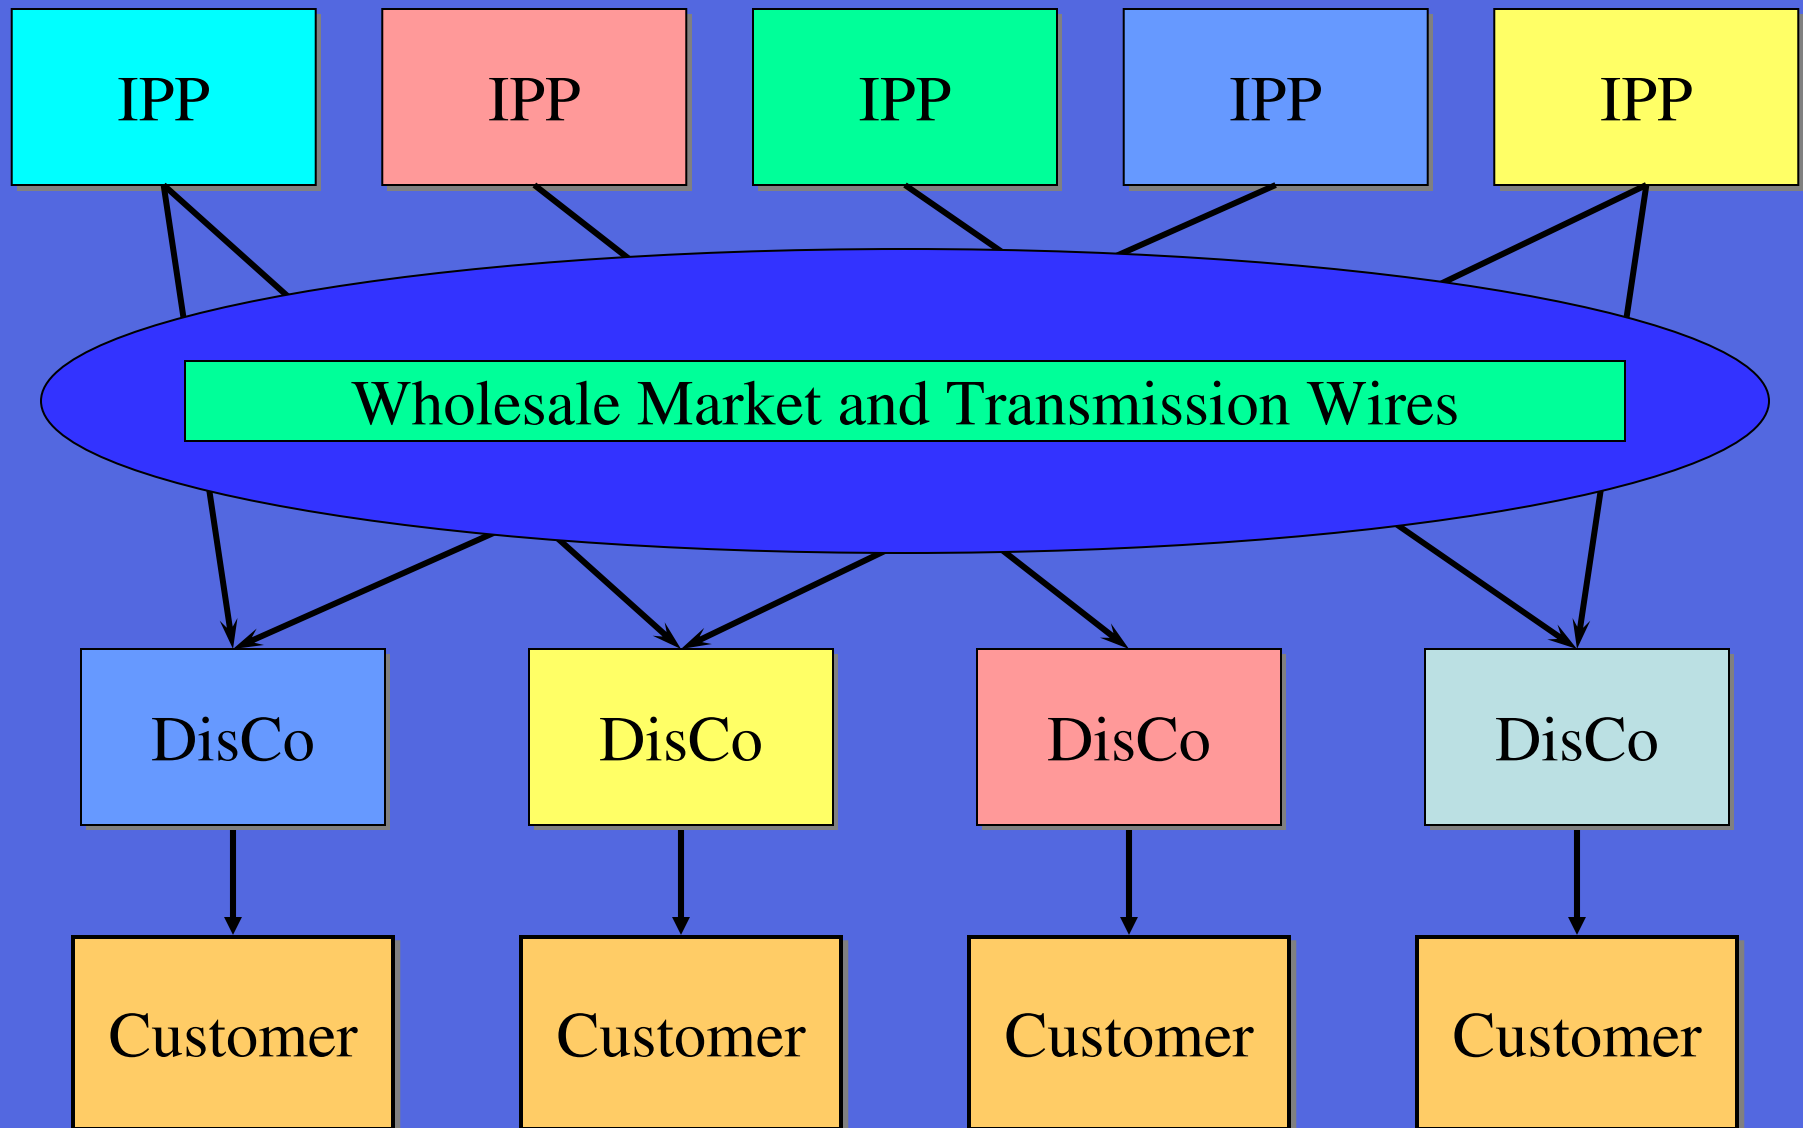 IPP
IPP
IPP
IPP
IPP
Wholesale Market and Transmission Wires
DisCo
DisCo
DisCo
DisCo
Customer
Customer
Customer
Customer